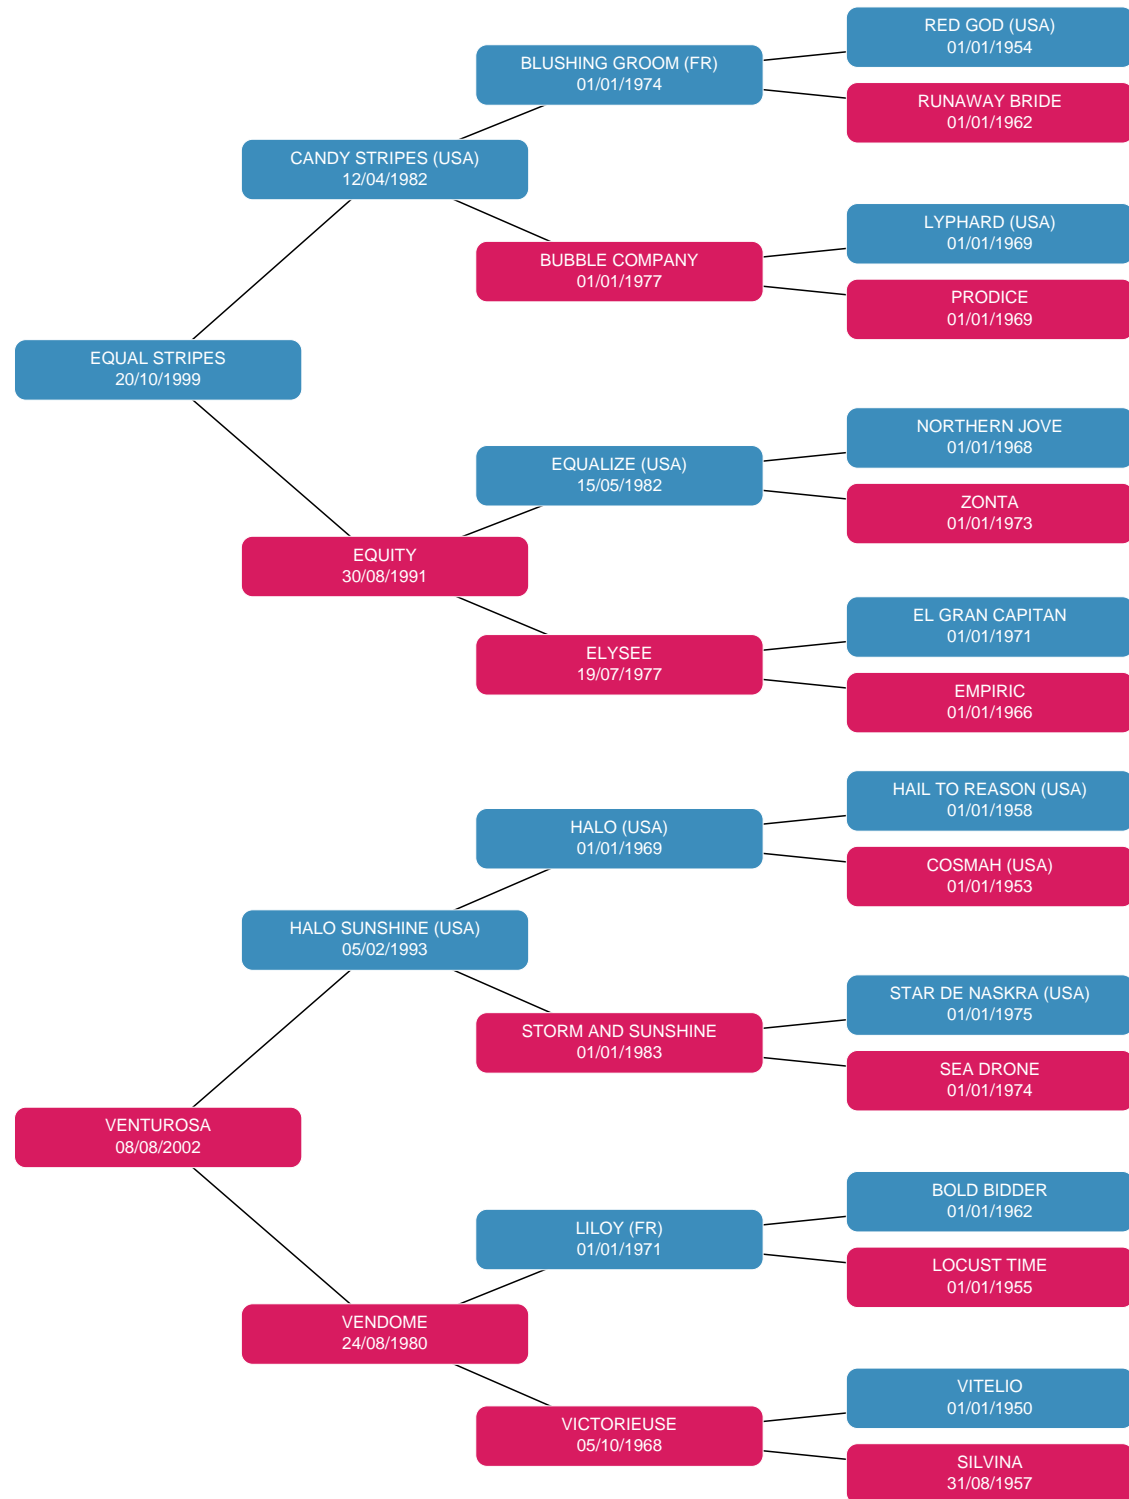 RED GOD (USA)
01/01/1954
BLUSHING GROOM (FR)
01/01/1974
RUNAWAY BRIDE
01/01/1962
CANDY STRIPES (USA)
12/04/1982
LYPHARD (USA)
01/01/1969
BUBBLE COMPANY
01/01/1977
PRODICE
01/01/1969
EQUAL STRIPES
20/10/1999
NORTHERN JOVE
01/01/1968
EQUALIZE (USA)
15/05/1982
ZONTA
01/01/1973
EQUITY
30/08/1991
EL GRAN CAPITAN
01/01/1971
ELYSEE
19/07/1977
EMPIRIC
01/01/1966
HAIL TO REASON (USA)
01/01/1958
HALO (USA)
01/01/1969
COSMAH (USA)
01/01/1953
HALO SUNSHINE (USA)
05/02/1993
STAR DE NASKRA (USA)
01/01/1975
STORM AND SUNSHINE
01/01/1983
SEA DRONE
01/01/1974
VENTUROSA
08/08/2002
BOLD BIDDER
01/01/1962
LILOY (FR)
01/01/1971
LOCUST TIME
01/01/1955
VENDOME
24/08/1980
VITELIO
01/01/1950
VICTORIEUSE
05/10/1968
SILVINA
31/08/1957